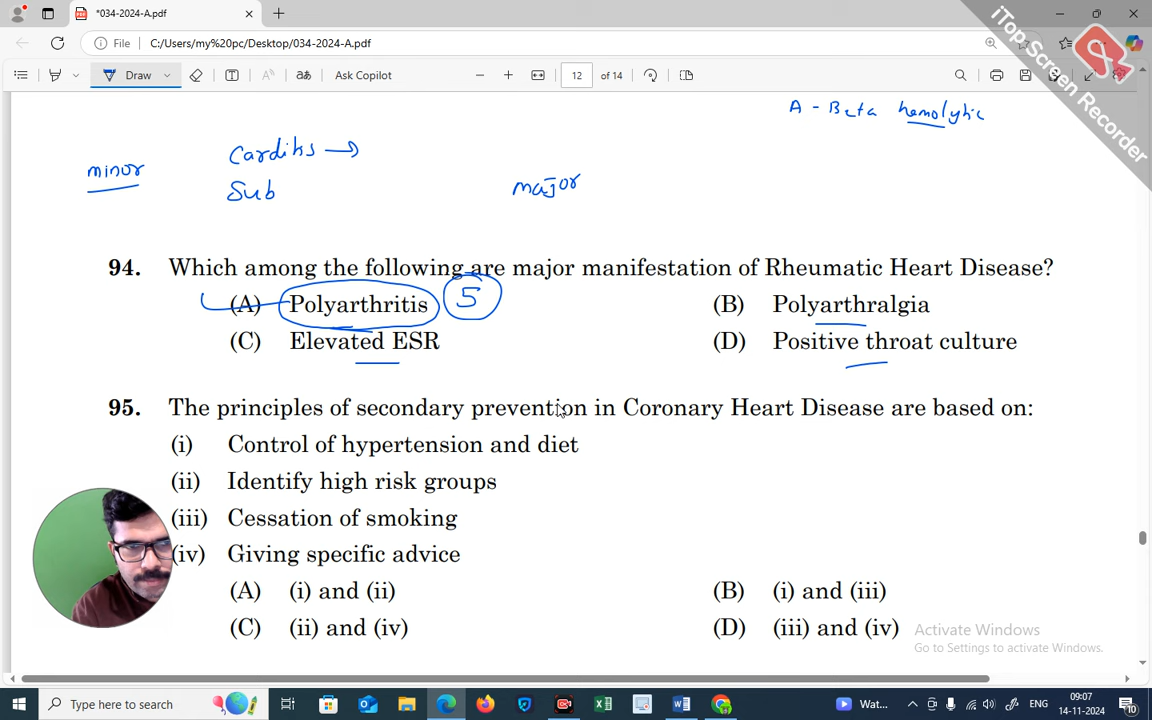 *034-2024-A.pdf
File C:/Users/my%20pc/Desktop/034-2024-A.pdf
iTop Screen Recorder
Draw
Ask Copilot
12 of 14
A - Beta hemolytic
Carditis →
minor
Sub
major
94. Which among the following are major manifestation of Rheumatic Heart Disease?
(A) Polyarthritis 5
(B) Polyarthralgia
(C) Elevated ESR
(D) Positive throat culture
95. The principles of secondary prevention in Coronary Heart Disease are based on:
(i) Control of hypertension and diet
(ii) Identify high risk groups
(iii) Cessation of smoking
(iv) Giving specific advice
(A) (i) and (ii)
(B) (i) and (iii)
(C) (ii) and (iv)
(D) (iii) and (iv)
Activate Windows
Go to Settings to activate Windows.
Type here to search
Wat...
ENG
09:07
14-11-2024
10